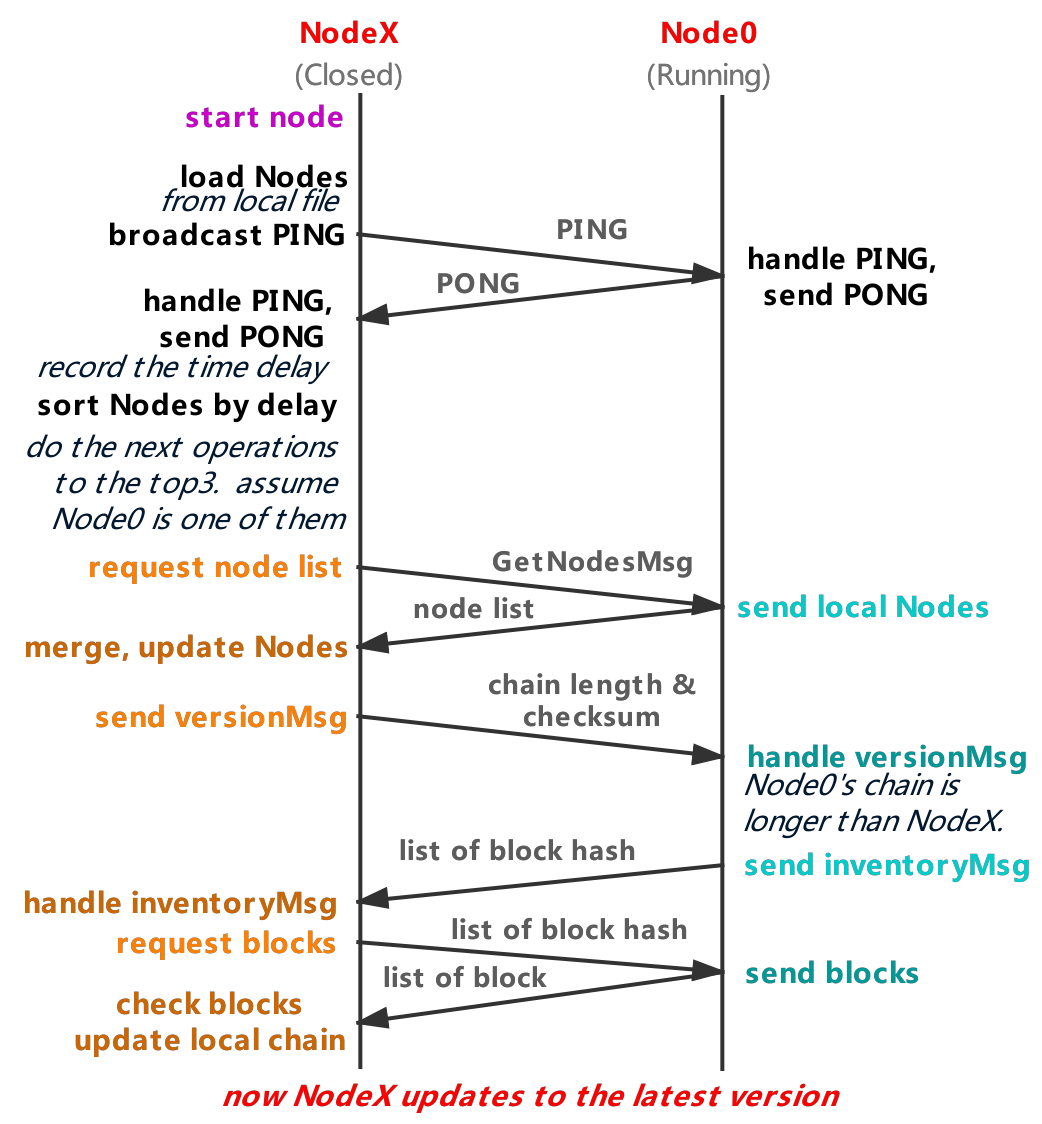 NodeX
Node0
(Closed)
(Running)
start node
load Nodes
from local file
broadcast PING
PING
handle PING,
send PONG
PONG
handle PING,
send PONG
record the time delay
sort Nodes by delay
do the next operations
to the top3. assume
Node0 is one of them
request node list
GetNodesMsg
node list
send local Nodes
merge, update Nodes
chain length &
checksum
send versionMsg
handle versionMsg
Node0's chain is
longer than NodeX.
list of block hash
send inventoryMsg
handle inventoryMsg
request blocks
list of block hash
list of block
send blocks
check blocks
update local chain
now NodeX updates to the latest version